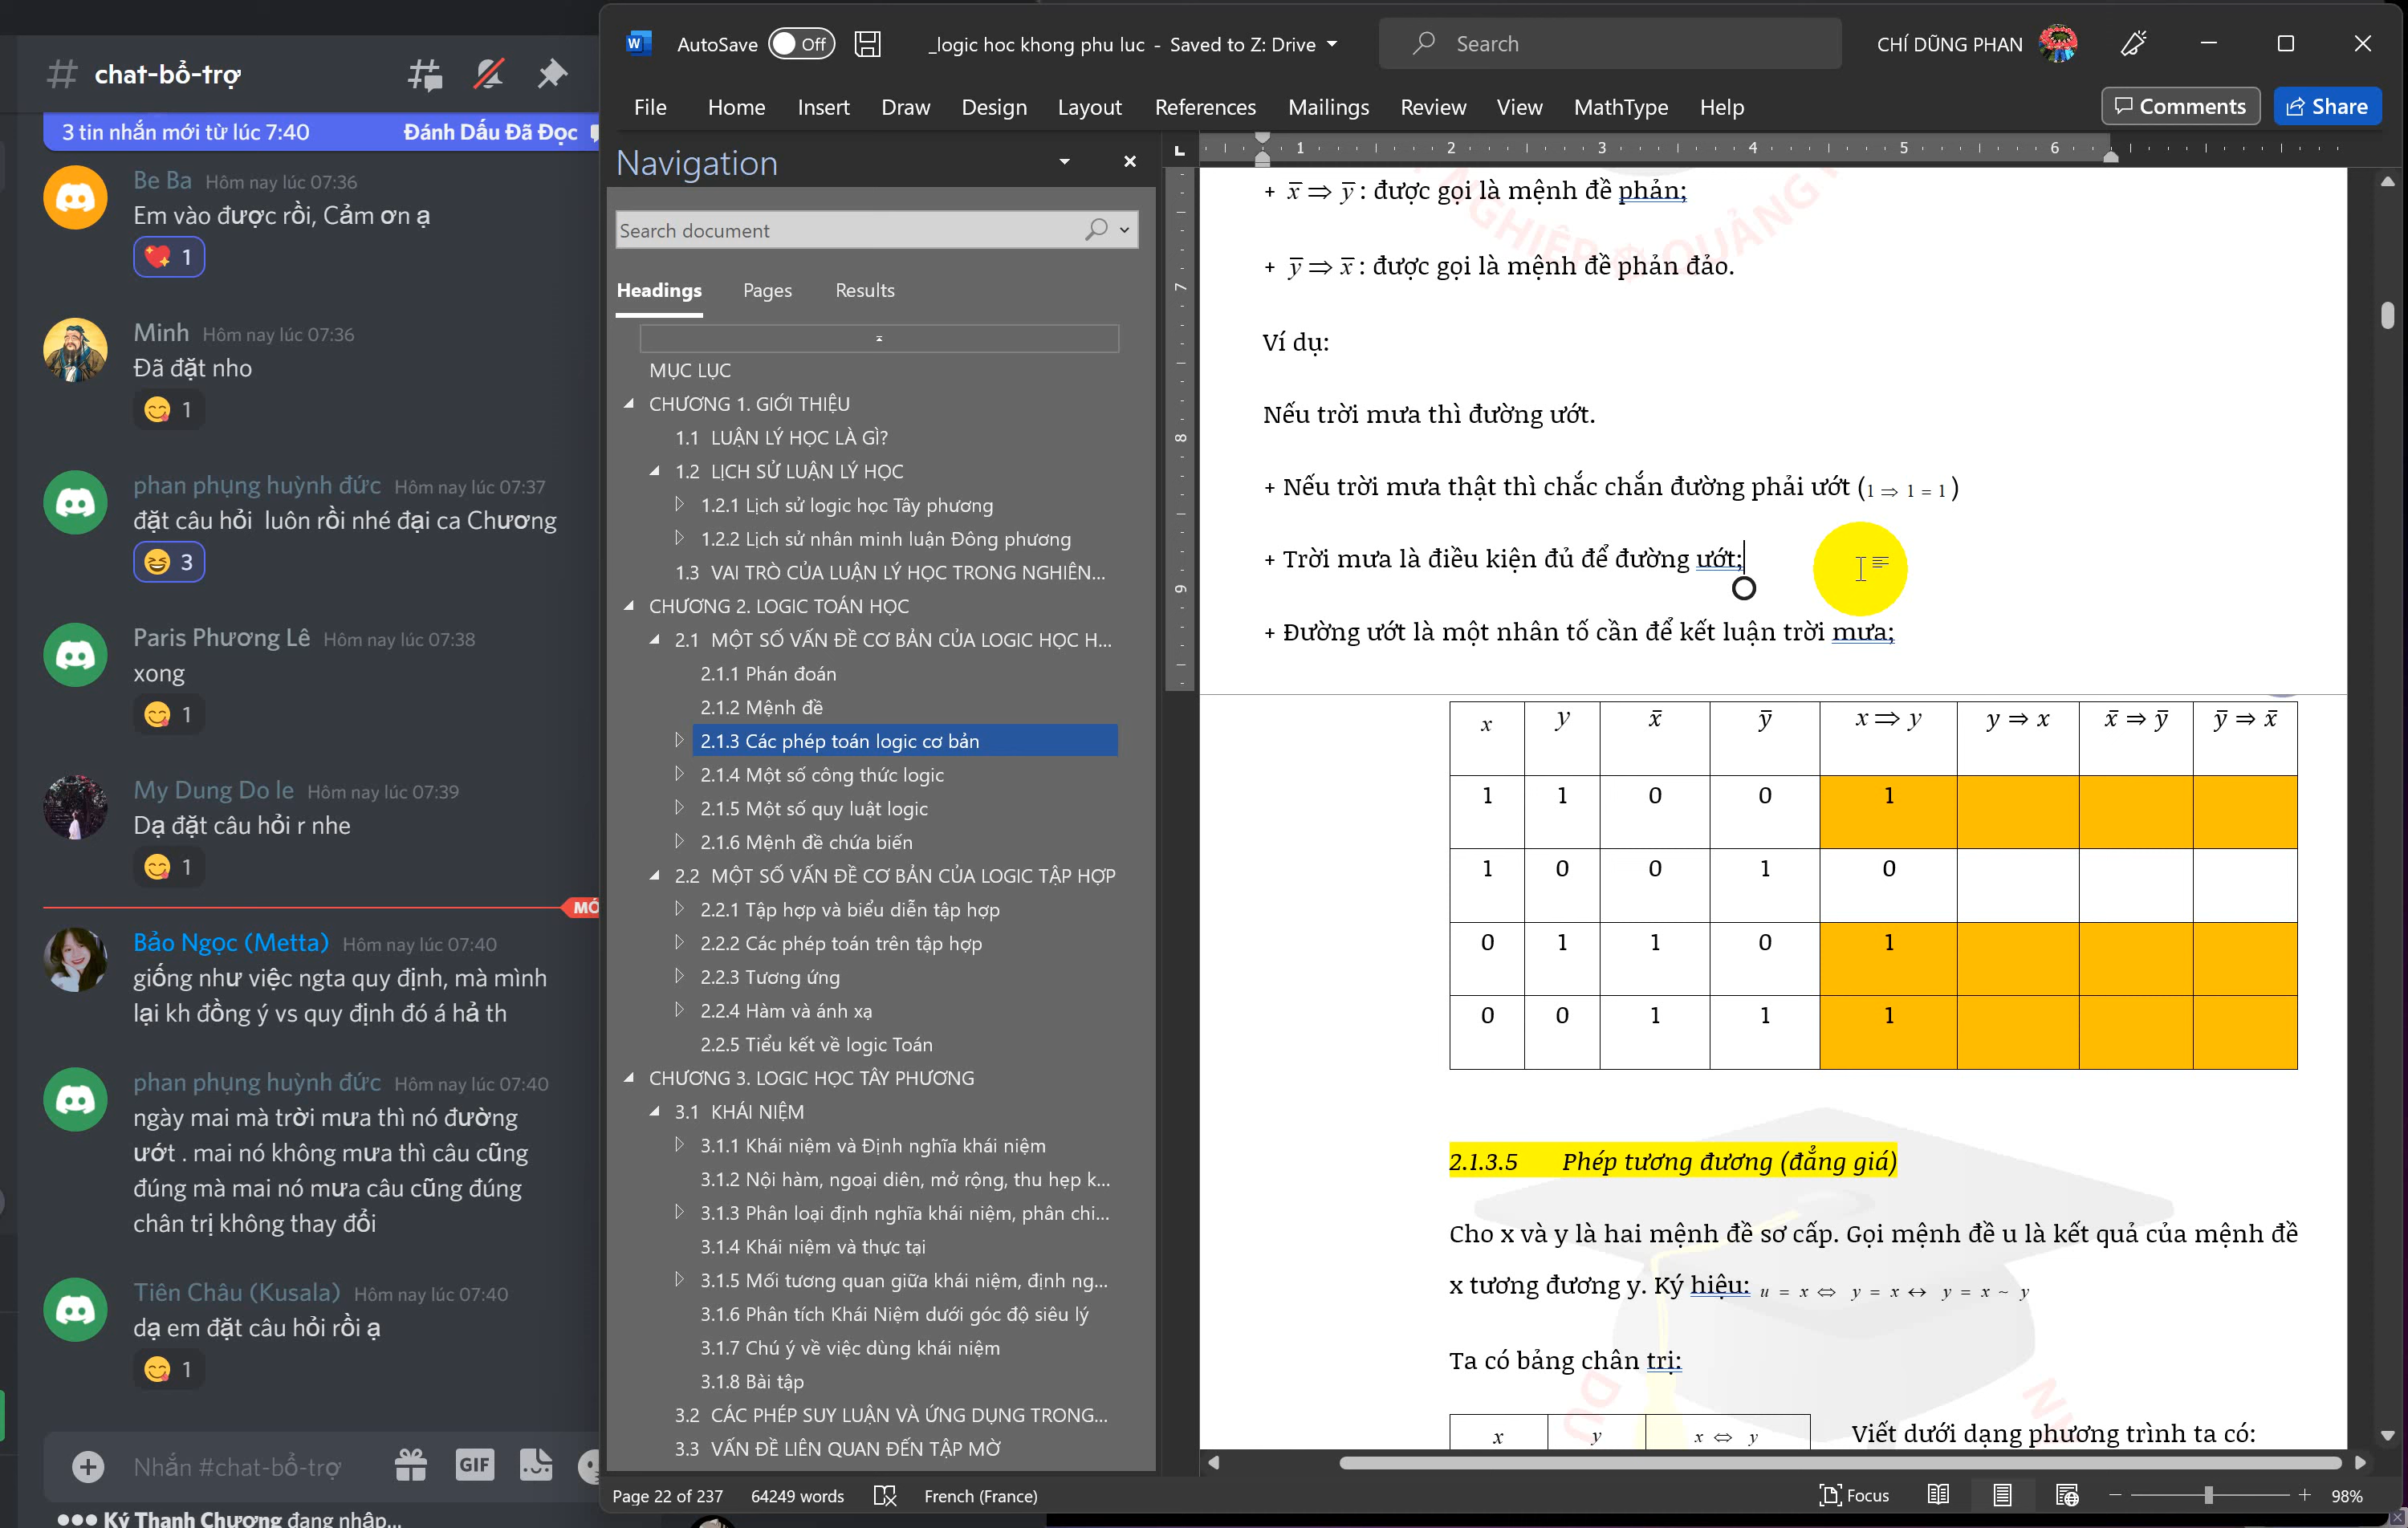 # chat-bổ-trợ
3 tin nhắn mới từ lúc 7:40 Đánh Dấu Đã Đọc
Be Ba Hôm nay lúc 07:36
Em vào được rồi, Cảm ơn ạ
1
Minh Hôm nay lúc 07:36
Đã đặt nho
1
phan phụng huỳnh đức Hôm nay lúc 07:37
đặt câu hỏi luôn rồi nhé đại ca Chương
3
Paris Phương Lê Hôm nay lúc 07:38
xong
1
My Dung Do le Hôm nay lúc 07:39
Dạ đặt câu hỏi r nhe
1
Bảo Ngọc (Metta) Hôm nay lúc 07:40
giống như việc ngta quy định, mà mình
lại kh đồng ý vs quy định đó á hả th
phan phụng huỳnh đức Hôm nay lúc 07:40
ngày mai mà trời mưa thì nó đường
ướt . mai nó không mưa thì câu cũng
đúng mà mai nó mưa câu cũng đúng
chân trị không thay đổi
Tiên Châu (Kusala) Hôm nay lúc 07:40
dạ em đặt câu hỏi rồi ạ
1
Nhắn #chat-bổ-trợ GIF
Ký Thanh Chương đang nhập...
AutoSave Off _logic hoc khong phu luc - Saved to Z: Drive Search CHÍ DŨNG PHAN
File Home Insert Draw Design Layout References Mailings Review View MathType Help Comments Share
Navigation
Search document
Headings Pages Results
MỤC LỤC
CHƯƠNG 1. GIỚI THIỆU
1.1 LUẬN LÝ HỌC LÀ GÌ?
1.2 LỊCH SỬ LUẬN LÝ HỌC
1.2.1 Lịch sử logic học Tây phương
1.2.2 Lịch sử nhân minh luận Đông phương
1.3 VAI TRÒ CỦA LUẬN LÝ HỌC TRONG NGHIÊN...
CHƯƠNG 2. LOGIC TOÁN HỌC
2.1 MỘT SỐ VẤN ĐỀ CƠ BẢN CỦA LOGIC HỌC H...
2.1.1 Phán đoán
2.1.2 Mệnh đề
2.1.3 Các phép toán logic cơ bản
2.1.4 Một số công thức logic
2.1.5 Một số quy luật logic
2.1.6 Mệnh đề chứa biến
2.2 MỘT SỐ VẤN ĐỀ CƠ BẢN CỦA LOGIC TẬP HỢP
2.2.1 Tập hợp và biểu diễn tập hợp
2.2.2 Các phép toán trên tập hợp
2.2.3 Tương ứng
2.2.4 Hàm và ánh xạ
2.2.5 Tiểu kết về logic Toán
CHƯƠNG 3. LOGIC HỌC TÂY PHƯƠNG
3.1 KHÁI NIỆM
3.1.1 Khái niệm và Định nghĩa khái niệm
3.1.2 Nội hàm, ngoại diên, mở rộng, thu hẹp k...
3.1.3 Phân loại định nghĩa khái niệm, phân chi...
3.1.4 Khái niệm và thực tại
3.1.5 Mối tương quan giữa khái niệm, định ng...
3.1.6 Phân tích Khái Niệm dưới góc độ siêu lý
3.1.7 Chú ý về việc dùng khái niệm
3.1.8 Bài tập
3.2 CÁC PHÉP SUY LUẬN VÀ ỨNG DỤNG TRONG...
3.3 VẤN ĐỀ LIÊN QUAN ĐẾN TẬP MỜ
1 2 3 4 5 6
7
8
9
+ x̄ ⇒ ȳ : được gọi là mệnh đề phản;
+ ȳ ⇒ x̄ : được gọi là mệnh đề phản đảo.
Ví dụ:
Nếu trời mưa thì đường ướt.
+ Nếu trời mưa thật thì chắc chắn đường phải ướt (1 ⇒ 1 = 1)
+ Trời mưa là điều kiện đủ để đường ướt;
+ Đường ướt là một nhân tố cần để kết luận trời mưa;
x y x̄ ȳ x ⇒ y y ⇒ x x̄ ⇒ ȳ ȳ ⇒ x̄
1 1 0 0 1
1 0 0 1 0
0 1 1 0 1
0 0 1 1 1
2.1.3.5 Phép tương đương (đẳng giá)
Cho x và y là hai mệnh đề sơ cấp. Gọi mệnh đề u là kết quả của mệnh đề
x tương đương y. Ký hiệu: u = x ⇔ y = x ↔ y = x ~ y
Ta có bảng chân trị:
x y x ⇔ y Viết dưới dạng phương trình ta có:
Page 22 of 237 64249 words French (France) Focus 98%